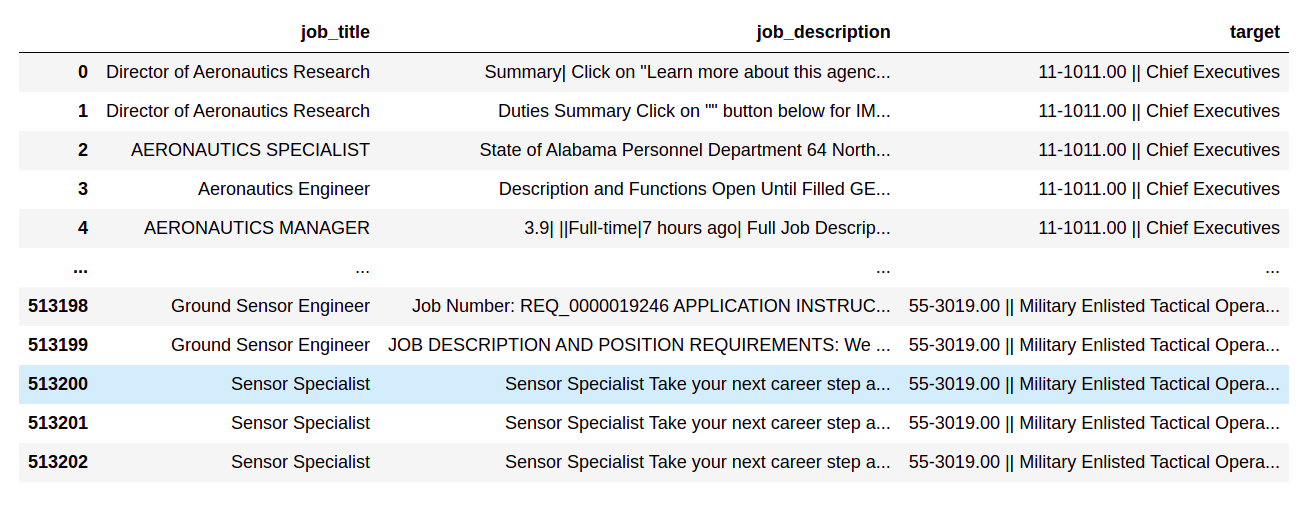 job_title job_description target
0 Director of Aeronautics Research Summary| Click on "Learn more about this agenc... 11-1011.00 || Chief Executives
1 Director of Aeronautics Research Duties Summary Click on "" button below for IM... 11-1011.00 || Chief Executives
2 AERONAUTICS SPECIALIST State of Alabama Personnel Department 64 North... 11-1011.00 || Chief Executives
3 Aeronautics Engineer Description and Functions Open Until Filled GE... 11-1011.00 || Chief Executives
4 AERONAUTICS MANAGER 3.9| ||Full-time|7 hours ago| Full Job Descrip... 11-1011.00 || Chief Executives
... ... ... ...
513198 Ground Sensor Engineer Job Number: REQ_0000019246 APPLICATION INSTRUC... 55-3019.00 || Military Enlisted Tactical Opera...
513199 Ground Sensor Engineer JOB DESCRIPTION AND POSITION REQUIREMENTS: We ... 55-3019.00 || Military Enlisted Tactical Opera...
513200 Sensor Specialist Sensor Specialist Take your next career step a... 55-3019.00 || Military Enlisted Tactical Opera...
513201 Sensor Specialist Sensor Specialist Take your next career step a... 55-3019.00 || Military Enlisted Tactical Opera...
513202 Sensor Specialist Sensor Specialist Take your next career step a... 55-3019.00 || Military Enlisted Tactical Opera...